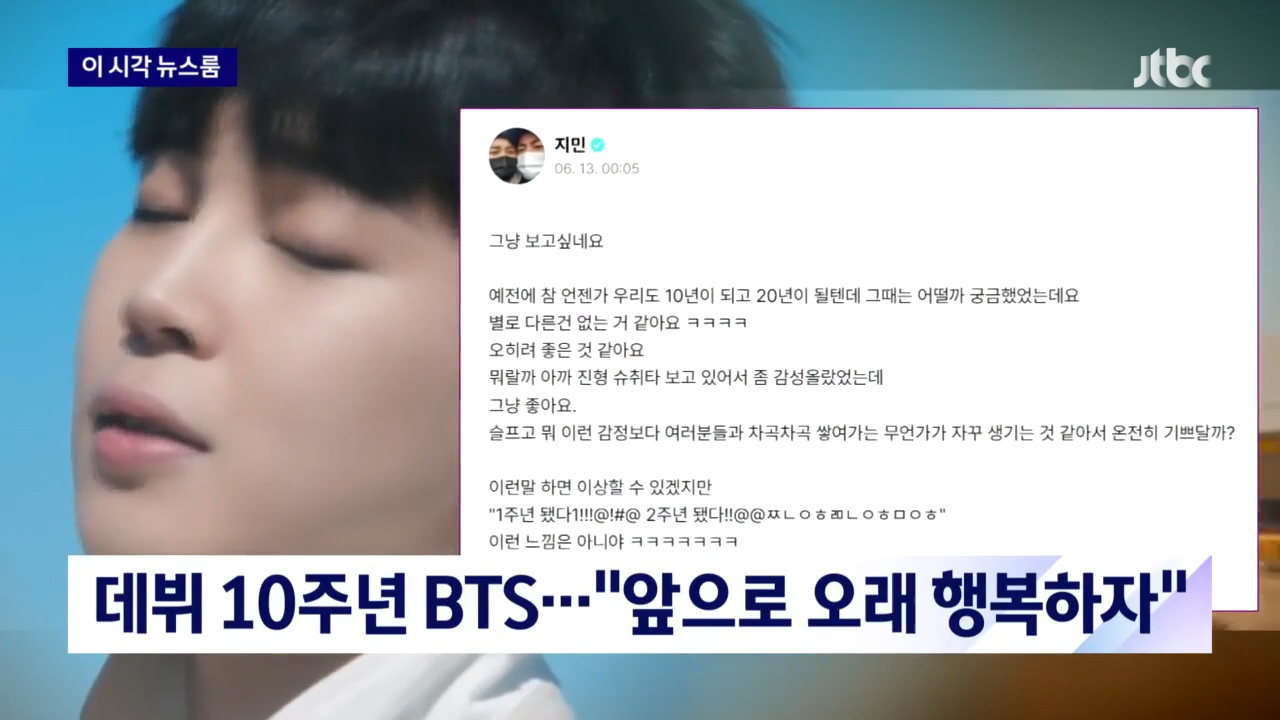 이 시각 뉴스룸
jtbc
지민
06. 13. 00:05
그냥 보고싶네요
예전에 참 언젠가 우리도 10년이 되고 20년이 될텐데 그때는 어떨까 궁금했었는데요
별로 다른건 없는 거 같아요 ㅋㅋㅋㅋ
오히려 좋은 것 같아요
뭐랄까 아까 진형 슈취타 보고 있어서 좀 감성올랐었는데
그냥 좋아요.
슬프고 뭐 이런 감정보다 여러분들과 차곡차곡 쌓여가는 무언가가 자꾸 생기는 것 같아서 온전히 기쁘달까?
이런말 하면 이상할 수 있겠지만
"1주년 됐다1!!!@!#@ 2주년 됐다!!@@ㅉㄴㅇㅎㄻㄴㅇㅎㅁㅇㅎ"
이런 느낌은 아니야 ㅋㅋㅋㅋㅋㅋㅋ
데뷔 10주년 BTS…"앞으로 오래 행복하자"